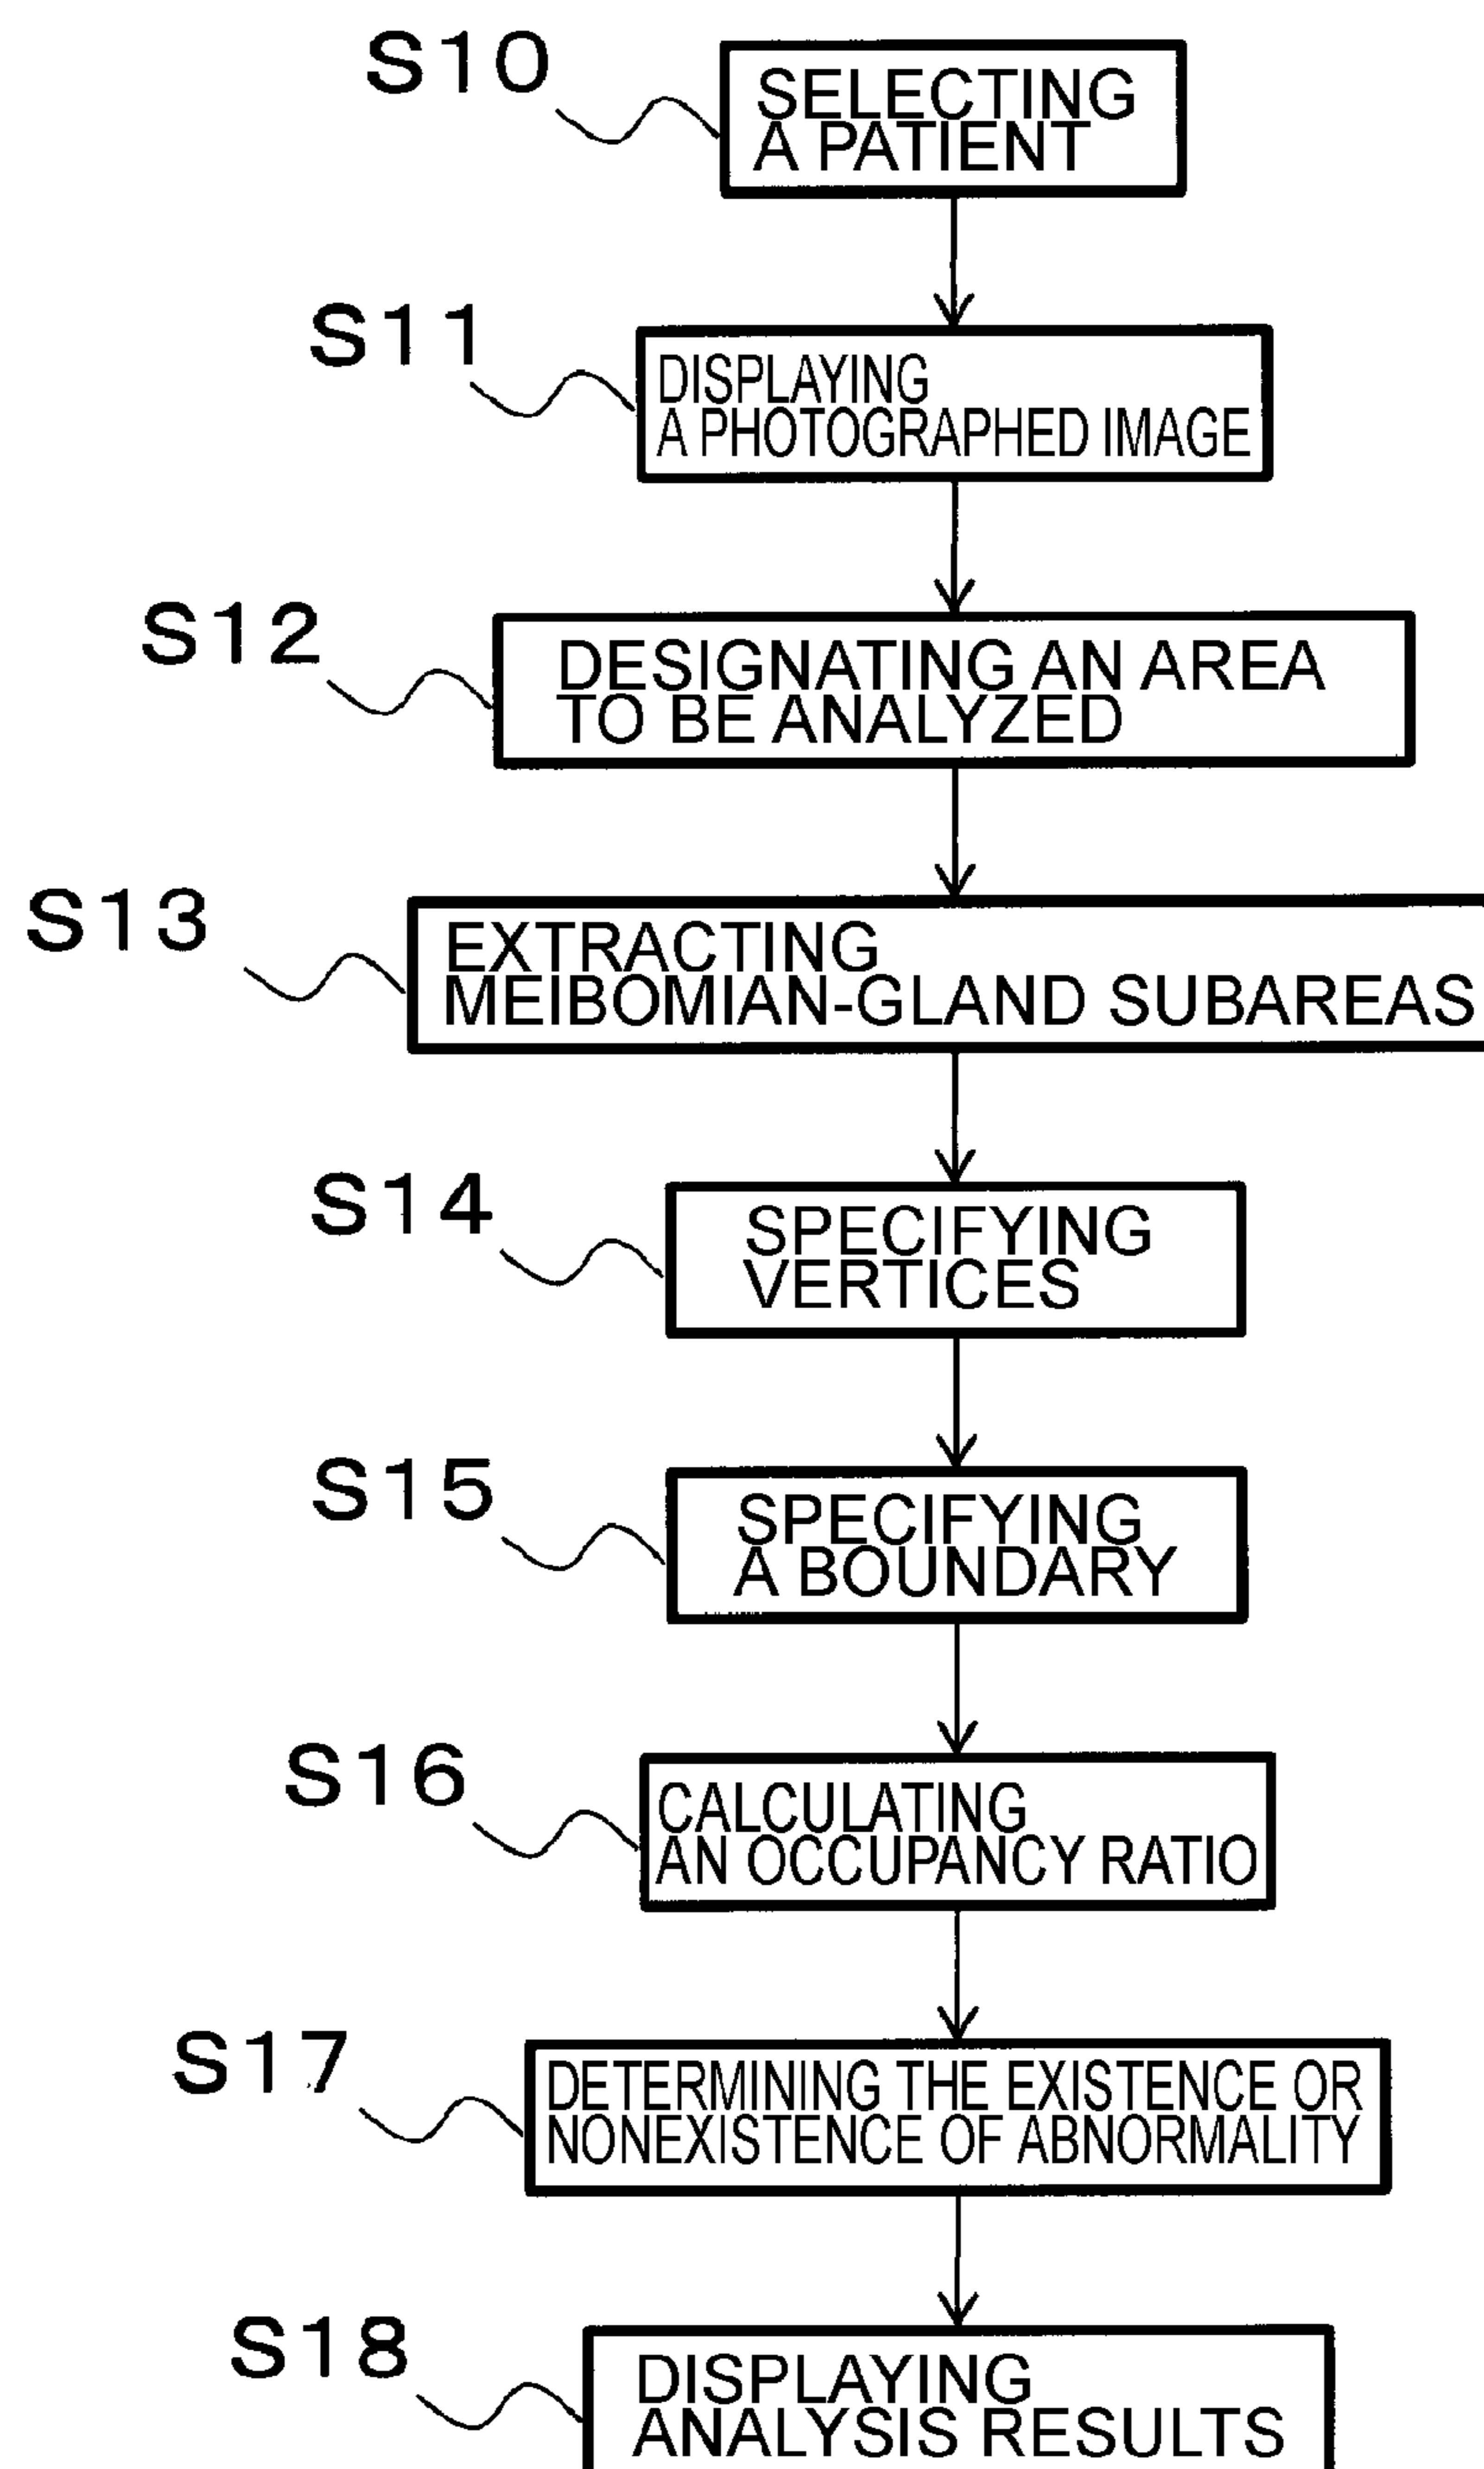 S10
SELECTING
A PATIENT
S11
DISPLAYING
A PHOTOGRAPHED IMAGE
S12
DESIGNATING AN AREA
TO BE ANALYZED
S13
EXTRACTING
MEIBOMIAN-GLAND SUBAREAS
S14
SPECIFYING
VERTICES
S15
SPECIFYING
A BOUNDARY
S16
CALCULATING
AN OCCUPANCY RATIO
S17
DETERMINING THE EXISTENCE OR
NONEXISTENCE OF ABNORMALITY
S18
DISPLAYING
ANALYSIS RESULTS